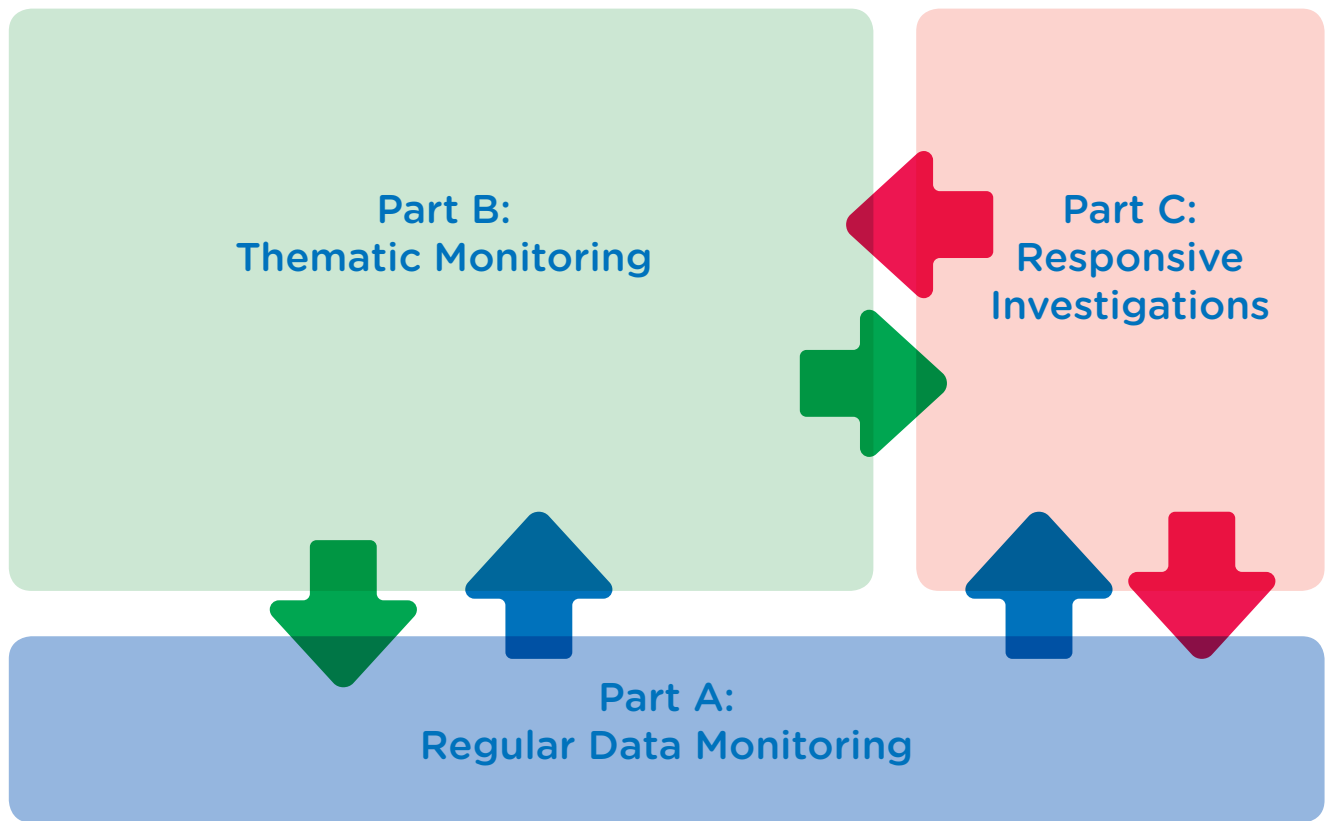 Part B:
Thematic Monitoring
Part C:
Responsive
Investigations
Part A:
Regular Data Monitoring